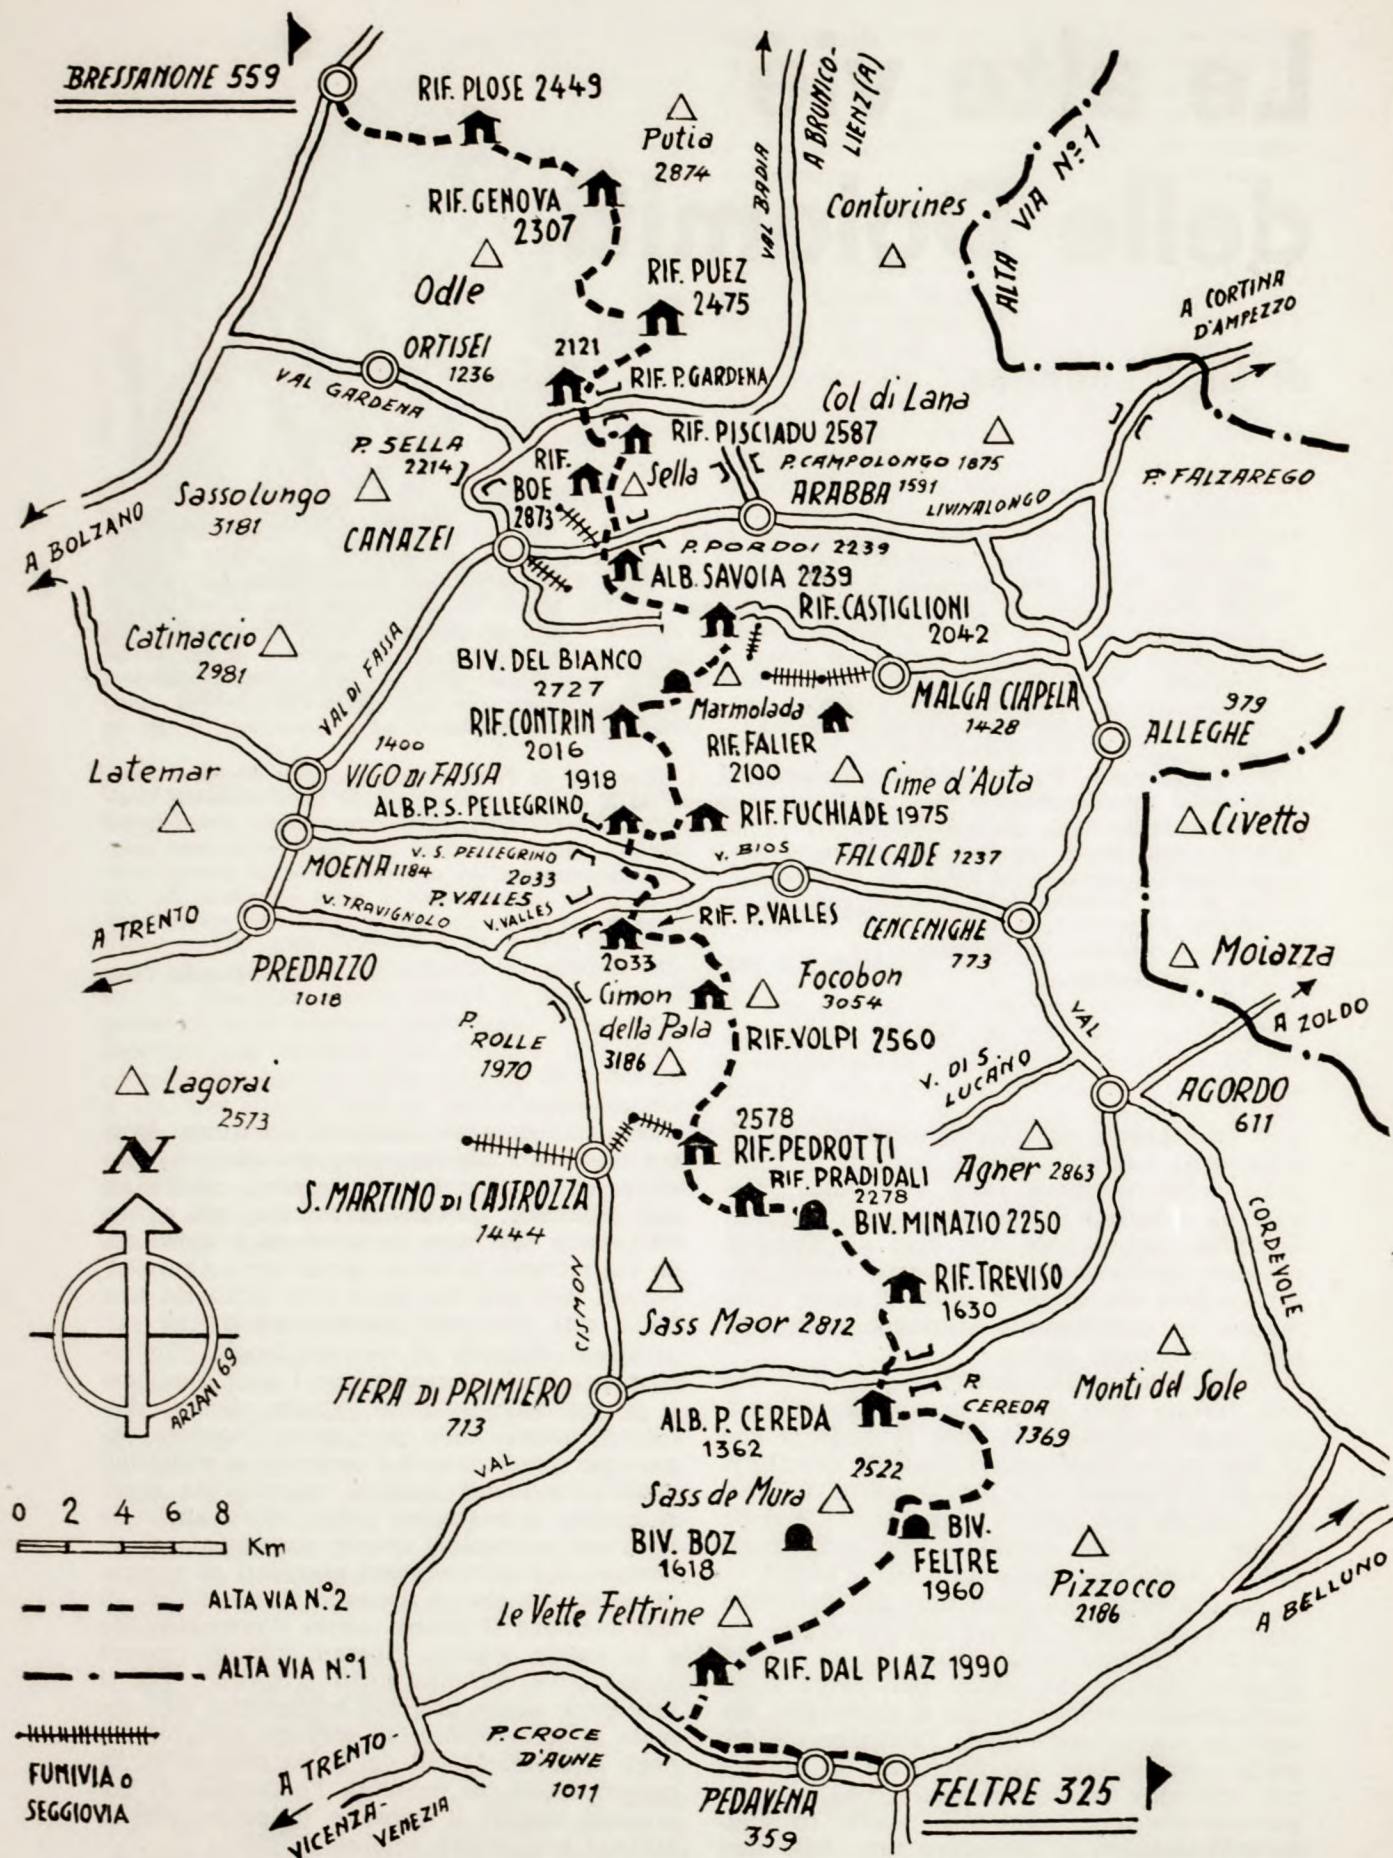 BRESSANONE 559
RIF. PLOSE 2449
Putia
2874
VAL BADIA
A BRUNICO-
LIENZ(A)
ALTA VIA N:º 1
RIF. GENOVA
2307
Conturines
Odle
RIF. PUEZ
2475
A CORTINA
D'AMPEZZO
ORTISEI
1236
VAL GARDENA
2121
RIF. P. GARDENA
Col di Lana
P. SELLA
2214
RIF. PISCIADU 2587
RIF.
BOE
2873
Sella
P. CAMPOLONGO 1875
P. FALZAREGO
Sassolungo
3181
ARABBA 1591
LIVINALONGO
A BOLZANO
CANAZEI
P. PORDOI 2239
ALB. SAVOIA 2239
RIF. CASTIGLIONI
2042
Catinaccio
2981
VAL DI FASSA
BIV. DEL BIANCO
2727
Marmolada
MALGA CIAPELA
1428
979
ALLEGHE
RIF. CONTRIN
2016
RIF. FALIER
2100
Latemar
1400
VIGO DI FASSA
1918
Cime d'Auta
ALB. P. S. PELLEGRINO
RIF. FUCHIADE 1975
Civetta
MOENA 1184
V. S. PELLEGRINO
2033
V. BIOS
FALCADE 1237
P. VALLES
V. TRAVIGNOLO
V. VALLES
RIF. P. VALLES
A TRENTO
CENCENIGHE
773
PREDAZZO
1018
2033
Focobon
3054
Moiazza
Cimon
della Pala
3186
P.
ROLLE
1970
RIF. VOLPI 2560
VAL
A ZOLDO
V. DI S.
LUCANO
Lagorai
2573
AGORDO
611
N
2578
RIF. PEDROTTI
RIF. PRADIDALI
2278
Agner 2863
S. MARTINO DI CASTROZZA
1444
BIV. MINAZIO 2250
CORDEVOLE
CISMON
RIF. TREVISO
1630
Sass Maor 2812
ARZANI 69
Monti del Sole
FIERA DI PRIMIERO
713
P.
CEREDA
1369
ALB. P. CEREDA
1362
VAL
2522
Sass de Mura
BIV. BOZ
1618
BIV.
FELTRE
1960
Pizzocco
2186
0 2 4 6 8
Km
A BELLUNO
ALTA VIA N.º 2
Le Vette Feltrine
ALTA VIA N.º 1
RIF. DAL PIAZ 1990
FUNIVIA o
SEGGIOVIA
A TRENTO-
VICENZA-
VENEZIA
P. CROCE
D'AUNE
1011
PEDAVENA
359
FELTRE 325